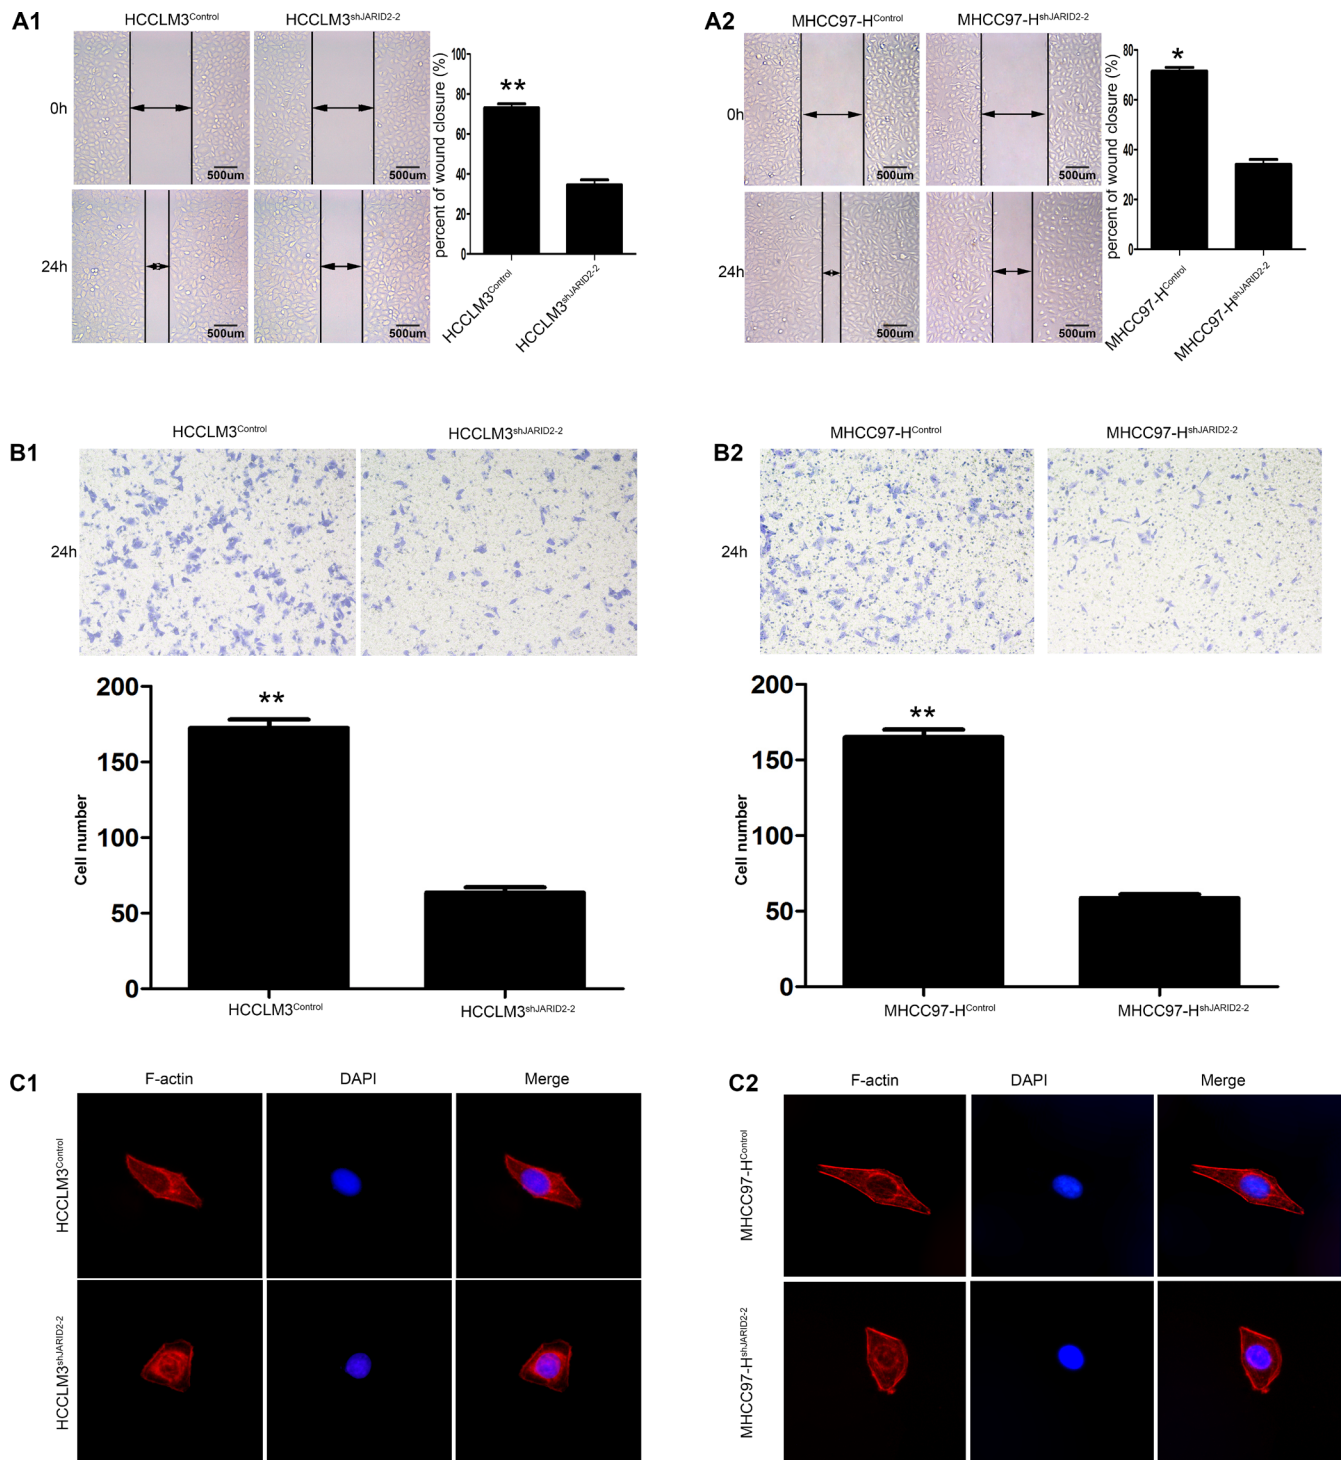 A1
HCCLM3Control
HCCLM3shJARID2-2
0h
24h
500um
500um
500um
500um
percent of wound closure (%)
100
80
60
40
20
0
**
HCCLM3Control
HCCLM3shJARID2-2
A2
MHCC97-HControl
MHCC97-HshJARID2-2
0h
24h
500um
500um
500um
500um
percent of wound closure (%)
80
60
40
20
0
*
MHCC97-HControl
MHCC97-HshJARID2-2
B1
HCCLM3Control
HCCLM3shJARID2-2
24h
Cell number
200
150
100
50
0
**
HCCLM3Control
HCCLM3shJARID2-2
B2
MHCC97-HControl
MHCC97-HshJARID2-2
24h
Cell number
200
150
100
50
0
**
MHCC97-HControl
MHCC97-HshJARID2-2
C1
F-actin
DAPI
Merge
HCCLM3Control
HCCLM3shJARID2-2
C2
F-actin
DAPI
Merge
MHCC97-HControl
MHCC97-HshJARID2-2